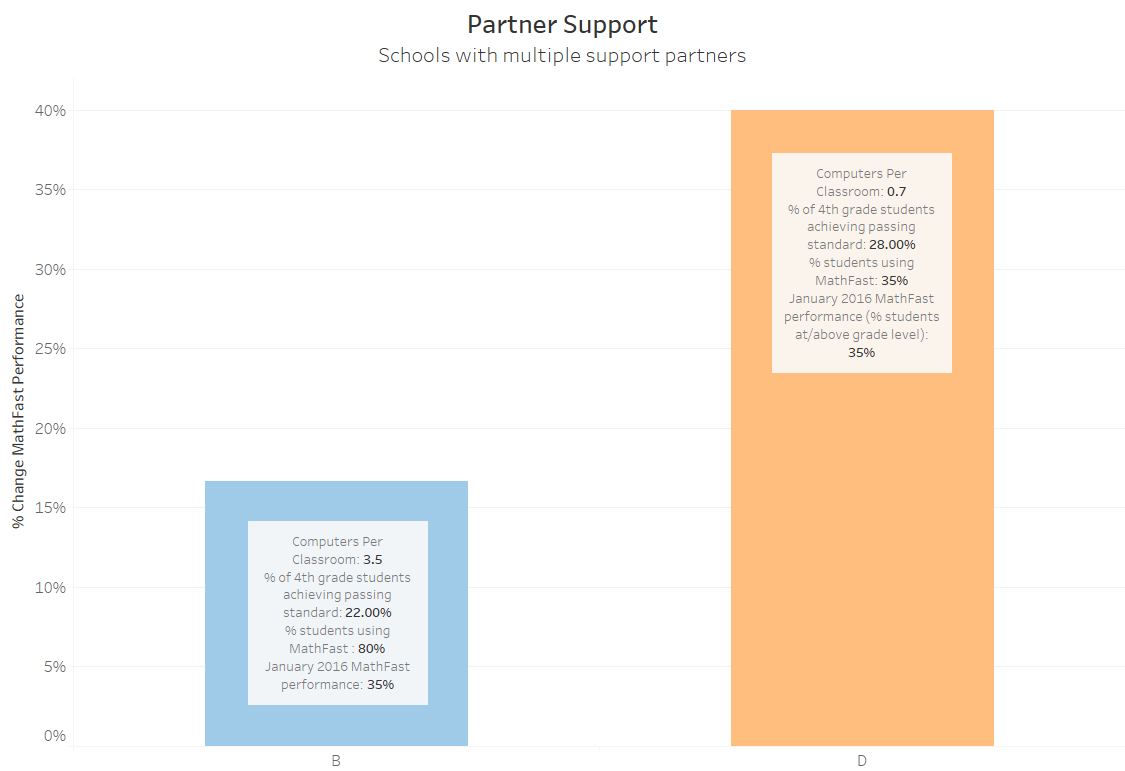 Partner Support
Schools with multiple support partners
% Change MathFast Performance
40%
35%
30%
25%
20%
15%
10%
5%
0%
Computers Per
Classroom: 3.5
% of 4th grade students
achieving passing
standard: 22.00%
% students using
MathFast : 80%
January 2016 MathFast
performance: 35%
Computers Per
Classroom: 0.7
% of 4th grade students
achieving passing
standard: 28.00%
% students using
MathFast: 35%
January 2016 MathFast
performance (% students
at/above grade level):
35%
B
D